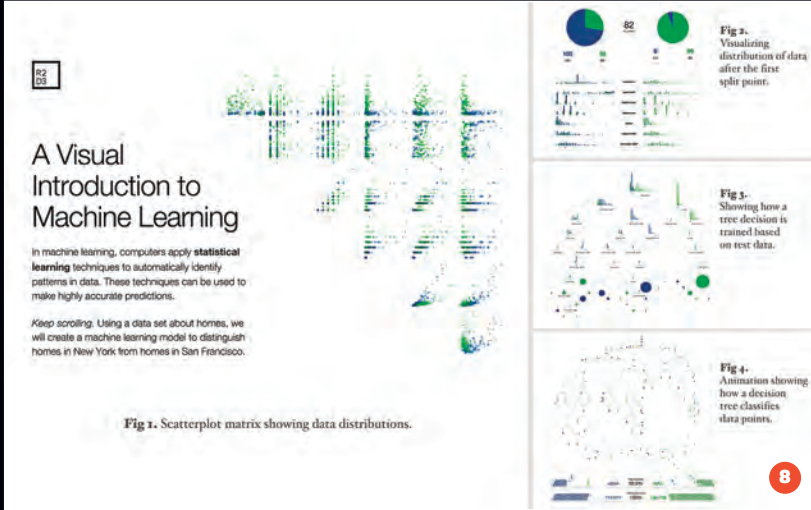 R2
D3
A Visual
Introduction to
Machine Learning
In machine learning, computers apply statistical
learning techniques to automatically identify
patterns in data. These techniques can be used to
make highly accurate predictions.
Keep scrolling. Using a data set about homes, we
will create a machine learning model to distinguish
homes in New York from homes in San Francisco.
Fig 1. Scatterplot matrix showing data distributions.
82
Fig 2.
Visualizing
distribution of data
after the first
split point.
Fig 3.
Showing how a
tree decision is
trained based
on test data.
Fig 4.
Animation showing
how a decision
tree classifies
data points.
8